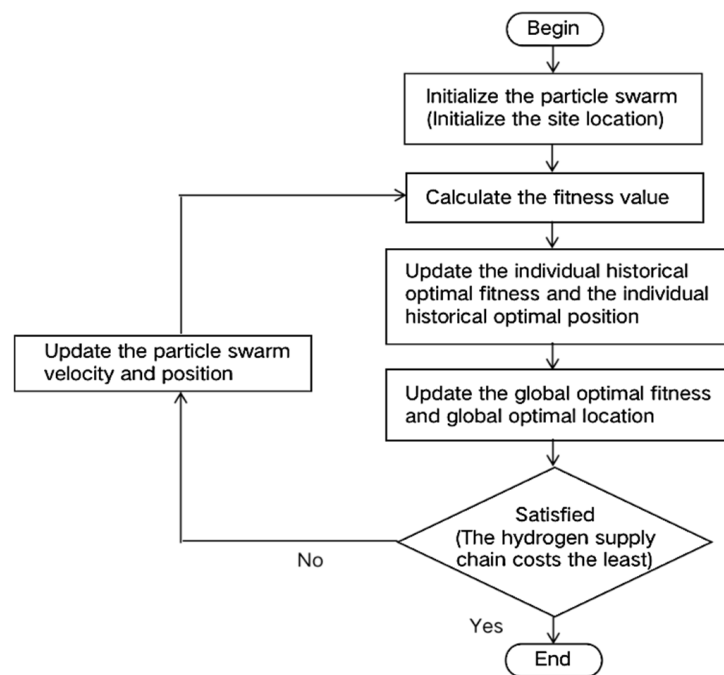 Begin
Initialize the particle swarm
(Initialize the site location)
Calculate the fitness value
Update the individual historical
optimal fitness and the individual
historical optimal position
Update the particle swarm
velocity and position
Update the global optimal fitness
and global optimal location
Satisfied
(The hydrogen supply
chain costs the least)
No
Yes
End